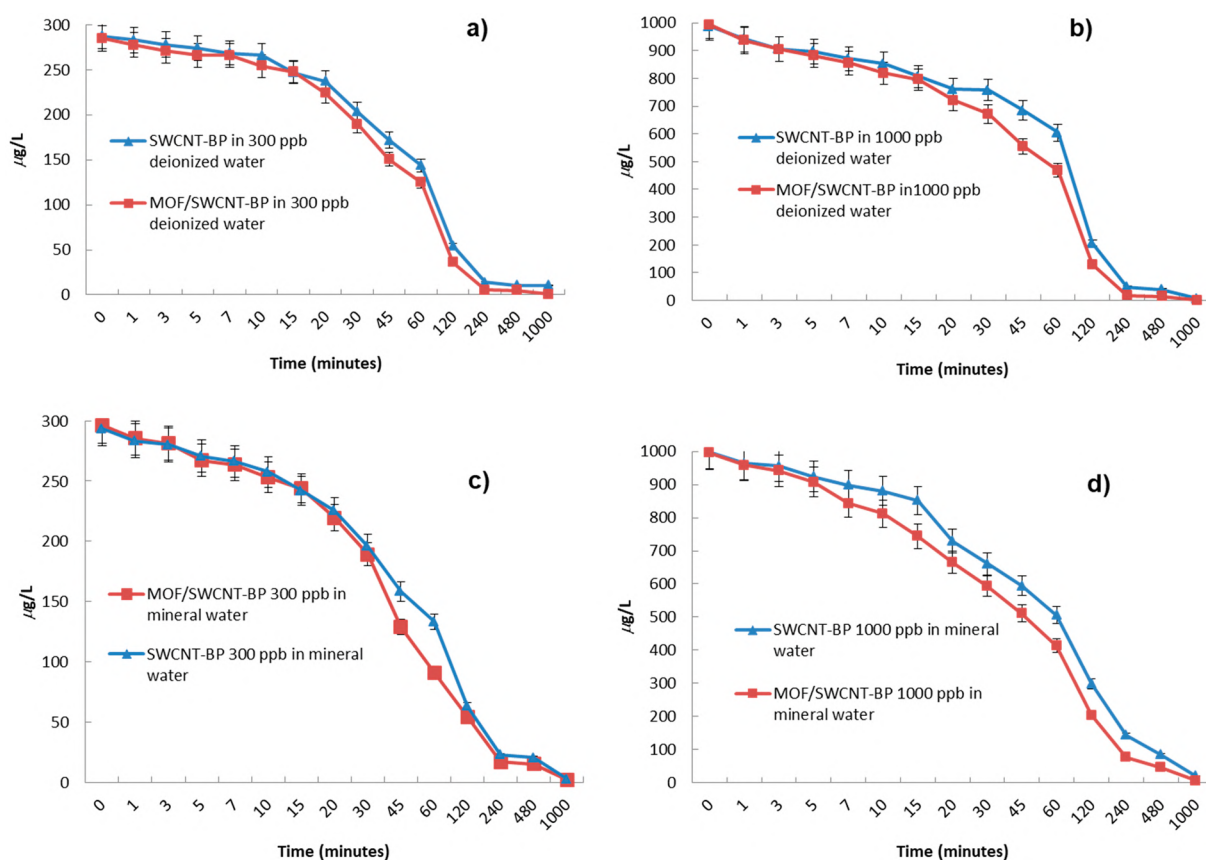 a)
300
250
200
150
100
50
0
µg/L
SWCNT-BP in 300 ppb
deionized water
MOF/SWCNT-BP in 300 ppb
deionized water
0 1 3 5 7 10 15 20 30 45 60 120 240 480 1000
Time (minutes)
b)
1000
900
800
700
600
500
400
300
200
100
0
µg/L
SWCNT-BP in 1000 ppb
deionized water
MOF/SWCNT-BP in1000 ppb
deionized water
0 1 3 5 7 10 15 20 30 45 60 120 240 480 1000
Time (minutes)
c)
300
250
200
150
100
50
0
µg/L
MOF/SWCNT-BP 300 ppb in
mineral water
SWCNT-BP 300 ppb in mineral
water
0 1 3 5 7 10 15 20 30 45 60 120 240 480 1000
Time (minutes)
d)
1000
900
800
700
600
500
400
300
200
100
0
µg/L
SWCNT-BP 1000 ppb in mineral
water
MOF/SWCNT-BP 1000 ppb in
mineral water
0 1 3 5 7 10 15 20 30 45 60 120 240 480 1000
Time (minutes)